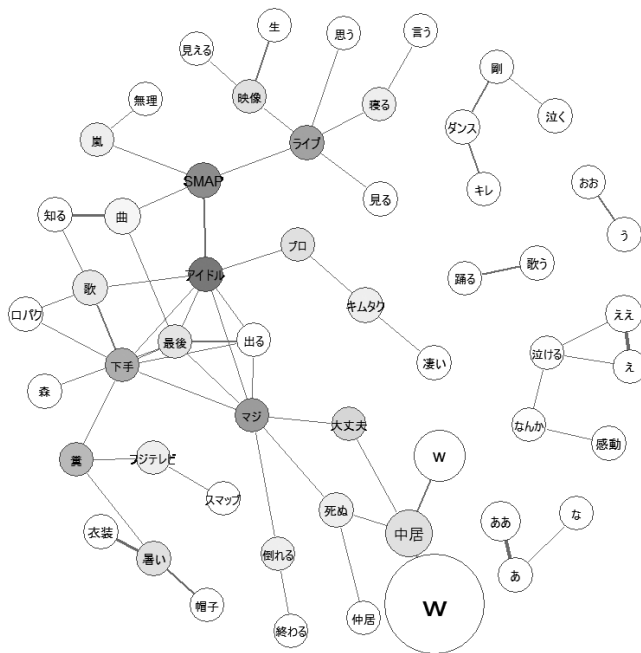 生
思う
言う
見える
映像
寝る
剛
無理
ダンス
泣く
嵐
ライブ
SMAP
キレ
おお
見る
知る
曲
う
プロ
歌う
アイドル
踊る
歌
口パク
キムタク
ええ
最後
出る
泣ける
え
下手
凄い
森
マジ
大丈夫
なんか
感動
w
糞
フジテレビ
スマップ
死ぬ
ああ
な
衣装
中居
暑い
倒れる
あ
帽子
w
終わる
仲居